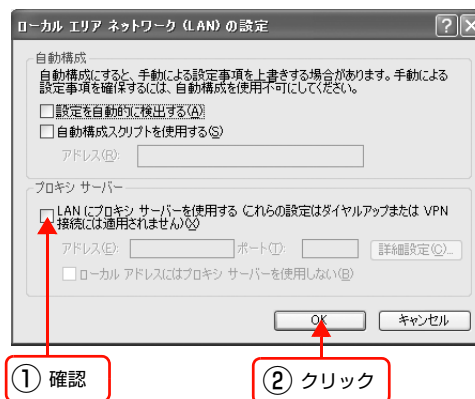 ローカル エリア ネットワーク (LAN) の設定
自動構成
自動構成にすると、手動による設定事項を上書きする場合があります。手動による
設定事項を確保するには、自動構成を使用不可にしてください。
設定を自動的に検出する(A)
自動構成スクリプトを使用する(S)
アドレス(R):
プロキシ サーバー
LAN にプロキシ サーバーを使用する (これらの設定はダイヤルアップまたは VPN
接続には適用されません)(X)
アドレス(E): ポート(T): 詳細設定(C)...
ローカル アドレスにはプロキシ サーバーを使用しない(B)
OK キャンセル
① 確認 ② クリック